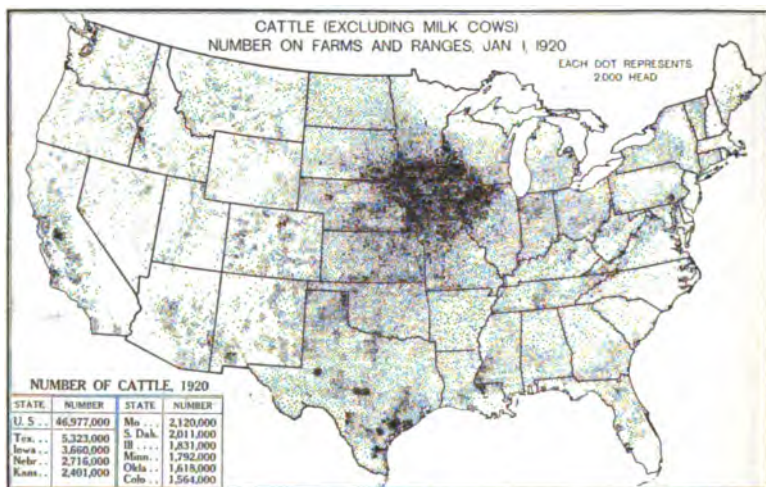 CATTLE (EXCLUDING MILK COWS)
NUMBER ON FARMS AND RANGES, JAN. 1, 1920
EACH DOT REPRESENTS
2.000 HEAD
NUMBER OF CATTLE, 1920
STATE NUMBER STATE NUMBER
U. S . . 46,977,000 Mo . . . 2,120,000
Tex. . . 5,323,000 S. Dak. 2,011,000
Iowa . . 3,660,000 Ill . . . . 1,831,000
Nebr . . 2,716,000 Minn . . 1,792,000
Kans . . 2,401,000 Okla . . 1,618,000
Colo . . 1,564,000